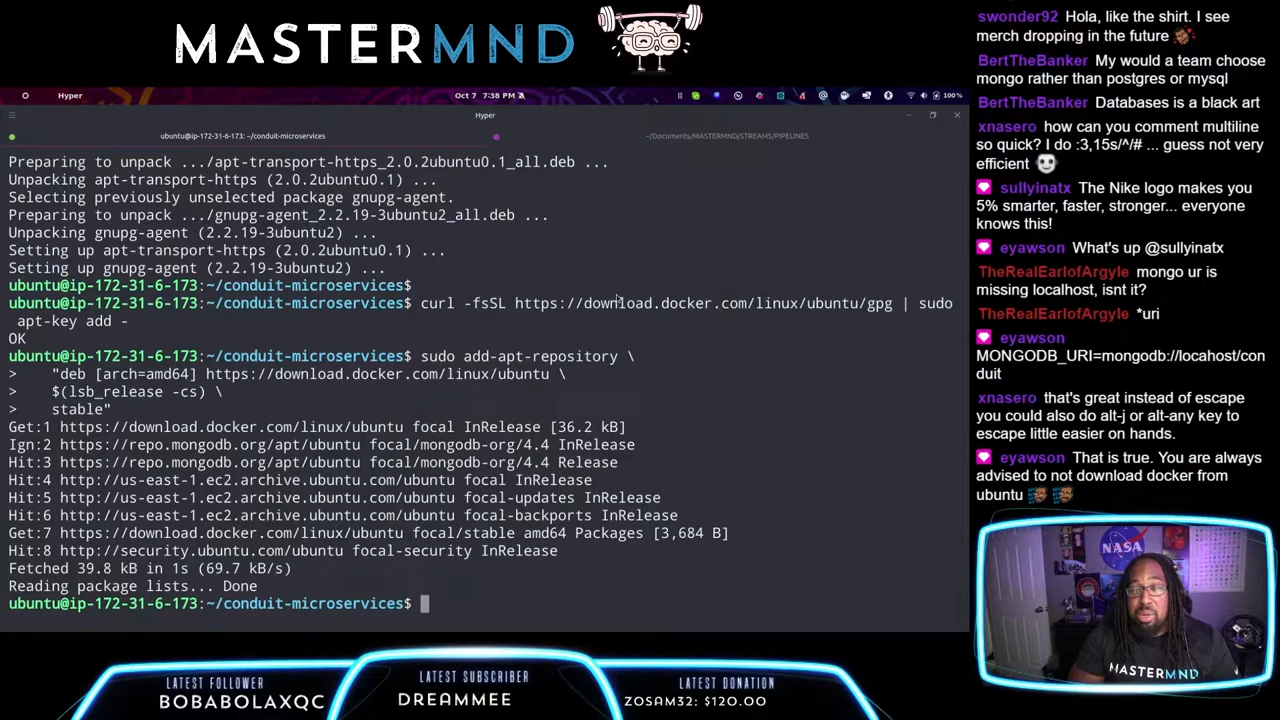 MASTERMND
Hyper
Oct 7 7:38 PM
100%
Hyper
ubuntu@ip-172-31-6-173: ~/conduit-microservices
~/Documents/MASTERMND/STREAMS/PIPELINES
Preparing to unpack .../apt-transport-https_2.0.2ubuntu0.1_all.deb ...
Unpacking apt-transport-https (2.0.2ubuntu0.1) ...
Selecting previously unselected package gnupg-agent.
Preparing to unpack .../gnupg-agent_2.2.19-3ubuntu2_all.deb ...
Unpacking gnupg-agent (2.2.19-3ubuntu2) ...
Setting up apt-transport-https (2.0.2ubuntu0.1) ...
Setting up gnupg-agent (2.2.19-3ubuntu2) ...
ubuntu@ip-172-31-6-173:~/conduit-microservices$
ubuntu@ip-172-31-6-173:~/conduit-microservices$ curl -fsSL https://download.docker.com/linux/ubuntu/gpg | sudo
apt-key add -
OK
ubuntu@ip-172-31-6-173:~/conduit-microservices$ sudo add-apt-repository \
> "deb [arch=amd64] https://download.docker.com/linux/ubuntu \
> $(lsb_release -cs) \
> stable"
Get:1 https://download.docker.com/linux/ubuntu focal InRelease [36.2 kB]
Ign:2 https://repo.mongodb.org/apt/ubuntu focal/mongodb-org/4.4 InRelease
Hit:3 https://repo.mongodb.org/apt/ubuntu focal/mongodb-org/4.4 Release
Hit:4 http://us-east-1.ec2.archive.ubuntu.com/ubuntu focal InRelease
Hit:5 http://us-east-1.ec2.archive.ubuntu.com/ubuntu focal-updates InRelease
Hit:6 http://us-east-1.ec2.archive.ubuntu.com/ubuntu focal-backports InRelease
Get:7 https://download.docker.com/linux/ubuntu focal/stable amd64 Packages [3,684 B]
Hit:8 http://security.ubuntu.com/ubuntu focal-security InRelease
Fetched 39.8 kB in 1s (69.7 kB/s)
Reading package lists... Done
ubuntu@ip-172-31-6-173:~/conduit-microservices$
swonder92 Hola, like the shirt. I see
merch dropping in the future
BertTheBanker My would a team choose
mongo rather than postgres or mysql
BertTheBanker Databases is a black art
xnasero how can you comment multiline
so quick? I do :3,15s/^/# ... guess not very
efficient
sullyinatx The Nike logo makes you
5% smarter, faster, stronger... everyone
knows this!
eyawson What's up @sullyinatx
TheRealEarlofArgyle mongo ur is
missing localhost, isnt it?
TheRealEarlofArgyle *uri
eyawson
MONGODB_URI=mongodb://locahost/con
duit
xnasero that's great instead of escape
you could also do alt-j or alt-any key to
escape little easier on hands.
eyawson That is true. You are always
advised to not download docker from
ubuntu
NASA
MASTERMND
LATEST FOLLOWER
BOBABOLAXQC
LATEST SUBSCRIBER
DREAMMEE
LATEST DONATION
ZOSAM32: $120.00